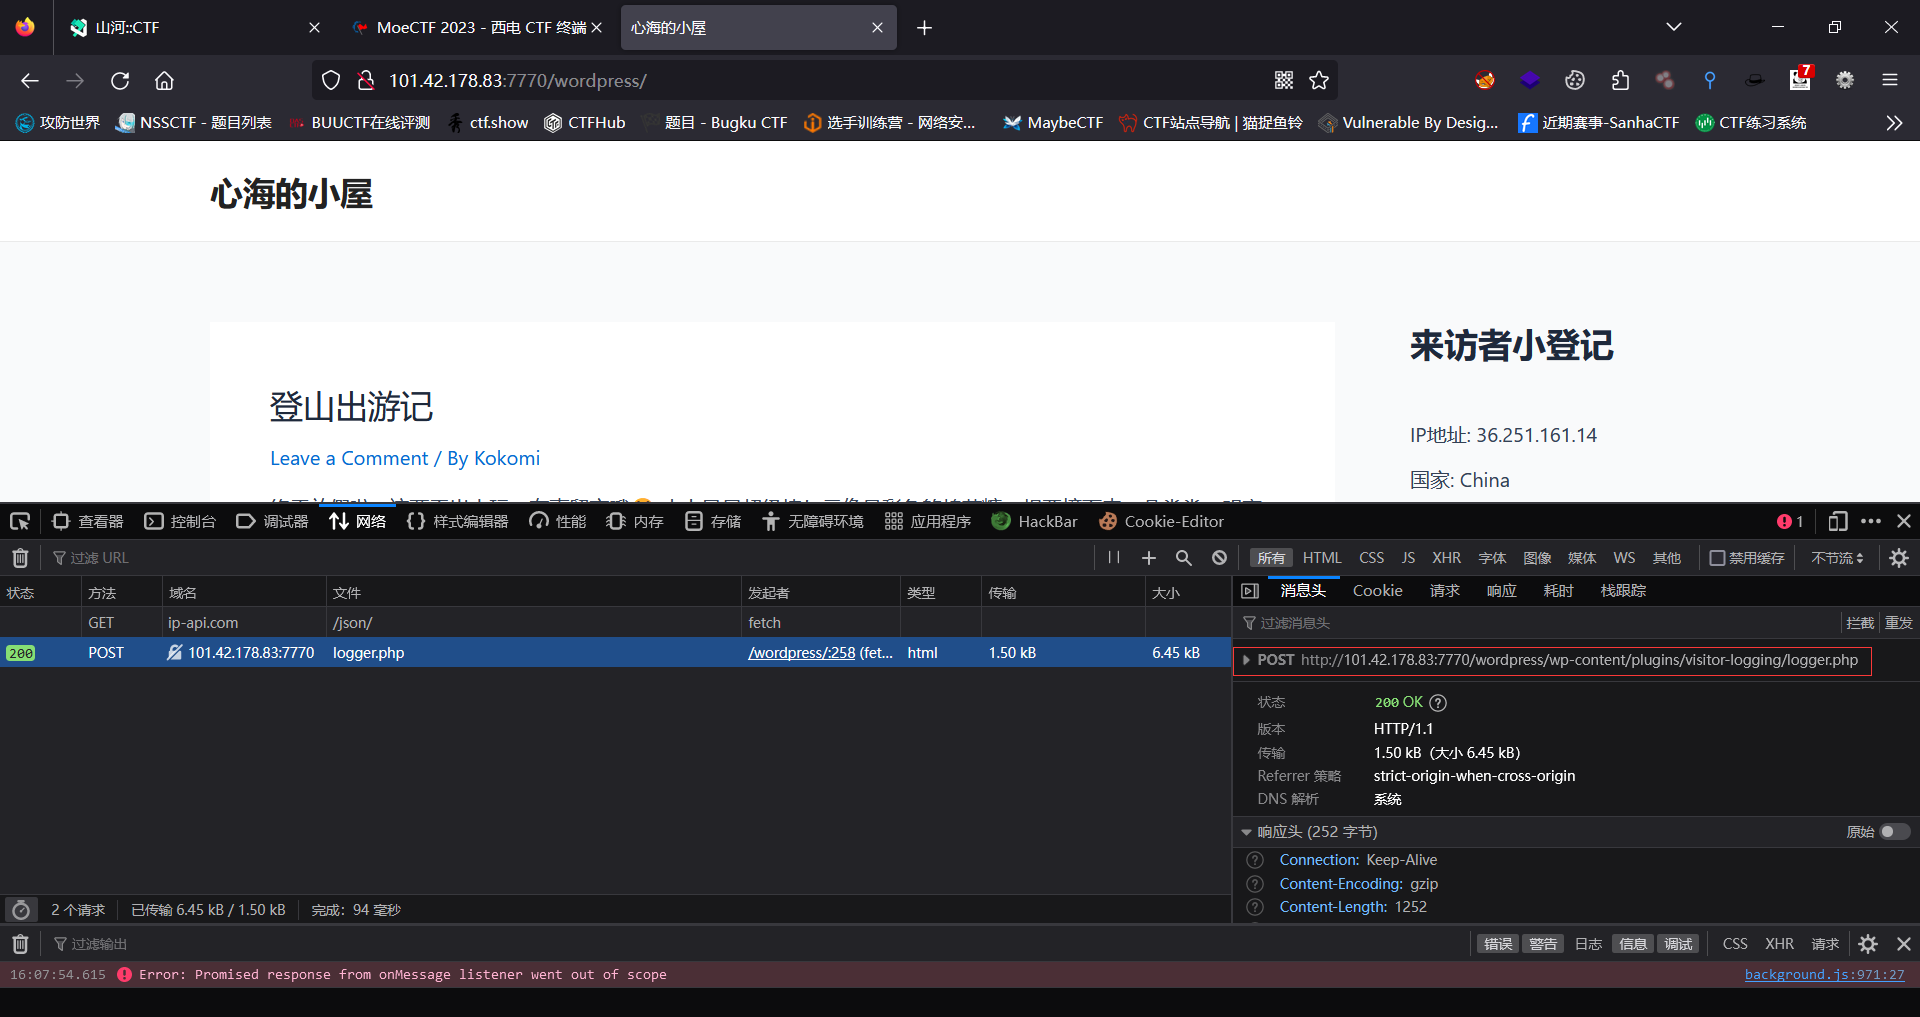 山河::CTF
MoeCTF 2023 - 西电 CTF 终端
心海的小屋
101.42.178.83:7770/wordpress/
7
攻防世界
NSSCTF - 题目列表
BUUCTF在线评测
ctf.show
CTFHub
题目 - Bugku CTF
选手训练营 - 网络安...
MaybeCTF
CTF站点导航 | 猫捉鱼铃
Vulnerable By Desig...
近期赛事-SanhaCTF
CTF练习系统
心海的小屋
登山出游记
Leave a Comment / By Kokomi
来访者小登记
IP地址: 36.251.161.14
国家: China
查看器
控制台
调试器
网络
样式编辑器
性能
内存
存储
无障碍环境
应用程序
HackBar
Cookie-Editor
1
过滤 URL
所有
HTML
CSS
JS
XHR
字体
图像
媒体
WS
其他
禁用缓存
不节流
状态
方法
域名
文件
发起者
类型
传输
大小
GET
ip-api.com
/json/
fetch
200
POST
101.42.178.83:7770
logger.php
/wordpress/:258 (fet...
html
1.50 kB
6.45 kB
消息头
Cookie
请求
响应
耗时
栈跟踪
过滤消息头
拦截
重发
POST http://101.42.178.83:7770/wordpress/wp-content/plugins/visitor-logging/logger.php
状态 200 OK
版本 HTTP/1.1
传输 1.50 kB（大小 6.45 kB）
Referrer 策略 strict-origin-when-cross-origin
DNS 解析 系统
响应头 (252 字节)
原始
Connection: Keep-Alive
Content-Encoding: gzip
Content-Length: 1252
2 个请求
已传输 6.45 kB / 1.50 kB
完成：94 毫秒
过滤输出
错误
警告
日志
信息
调试
CSS
XHR
请求
16:07:54.615
Error: Promised response from onMessage listener went out of scope
background.js:971:27